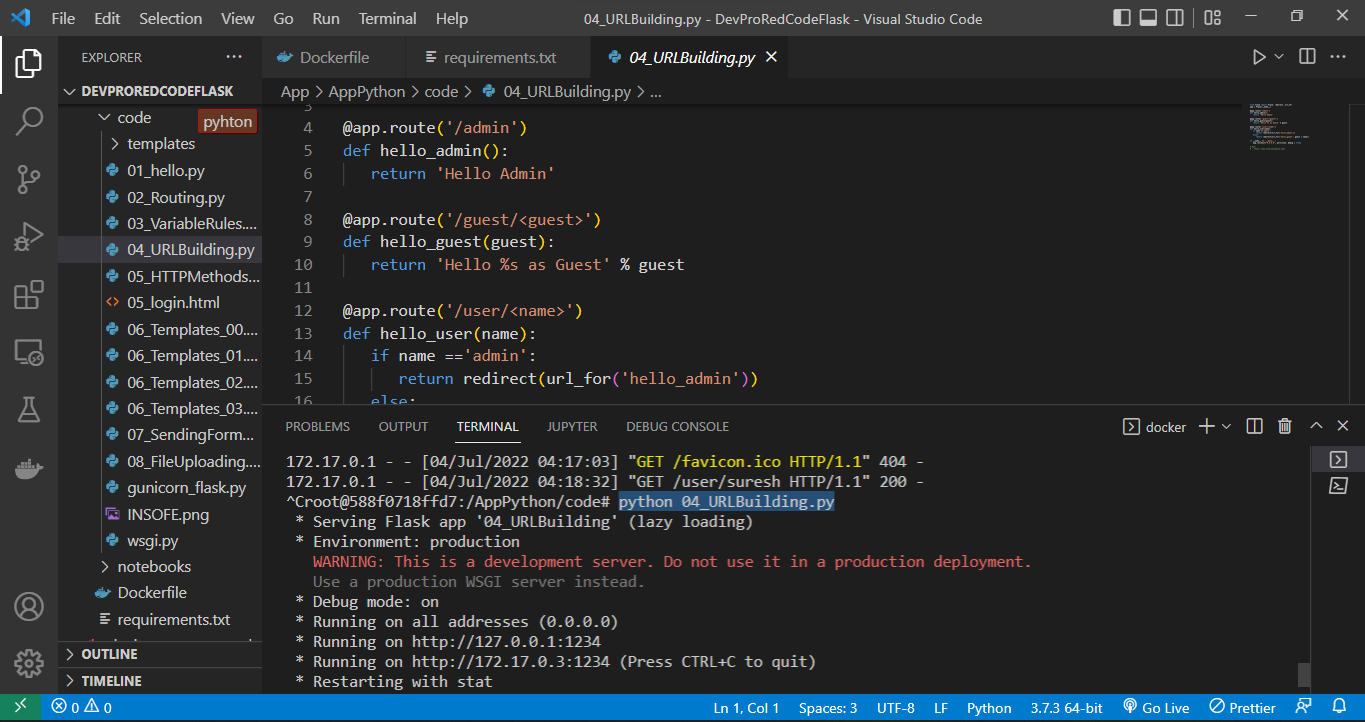 File Edit Selection View Go Run Terminal Help 04_URLBuilding.py - DevProRedCodeFlask - Visual Studio Code
EXPLORER
Dockerfile requirements.txt 04_URLBuilding.py
DEVPROREDCODEFLASK
App > AppPython > code > 04_URLBuilding.py > ...
code
pyhton
templates
01_hello.py
02_Routing.py
03_VariableRules....
04_URLBuilding.py
05_HTTPMethods...
05_login.html
06_Templates_00....
06_Templates_01....
06_Templates_02....
06_Templates_03....
07_SendingForm...
08_FileUploading....
gunicorn_flask.py
INSOFE.png
wsgi.py
notebooks
Dockerfile
requirements.txt
OUTLINE
TIMELINE
3
4 @app.route('/admin')
5 def hello_admin():
6 return 'Hello Admin'
7
8 @app.route('/guest/<guest>')
9 def hello_guest(guest):
10 return 'Hello %s as Guest' % guest
11
12 @app.route('/user/<name>')
13 def hello_user(name):
14 if name =='admin':
15 return redirect(url_for('hello_admin'))
16 else:
PROBLEMS OUTPUT TERMINAL JUPYTER DEBUG CONSOLE docker
172.17.0.1 - - [04/Jul/2022 04:17:03] "GET /favicon.ico HTTP/1.1" 404 -
172.17.0.1 - - [04/Jul/2022 04:18:32] "GET /user/suresh HTTP/1.1" 200 -
^Croot@588f0718ffd7:/AppPython/code# python 04_URLBuilding.py
* Serving Flask app '04_URLBuilding' (lazy loading)
* Environment: production
WARNING: This is a development server. Do not use it in a production deployment.
Use a production WSGI server instead.
* Debug mode: on
* Running on all addresses (0.0.0.0)
* Running on http://127.0.0.1:1234
* Running on http://172.17.0.3:1234 (Press CTRL+C to quit)
* Restarting with stat
0 0 Ln 1, Col 1 Spaces: 3 UTF-8 LF Python 3.7.3 64-bit Go Live Prettier